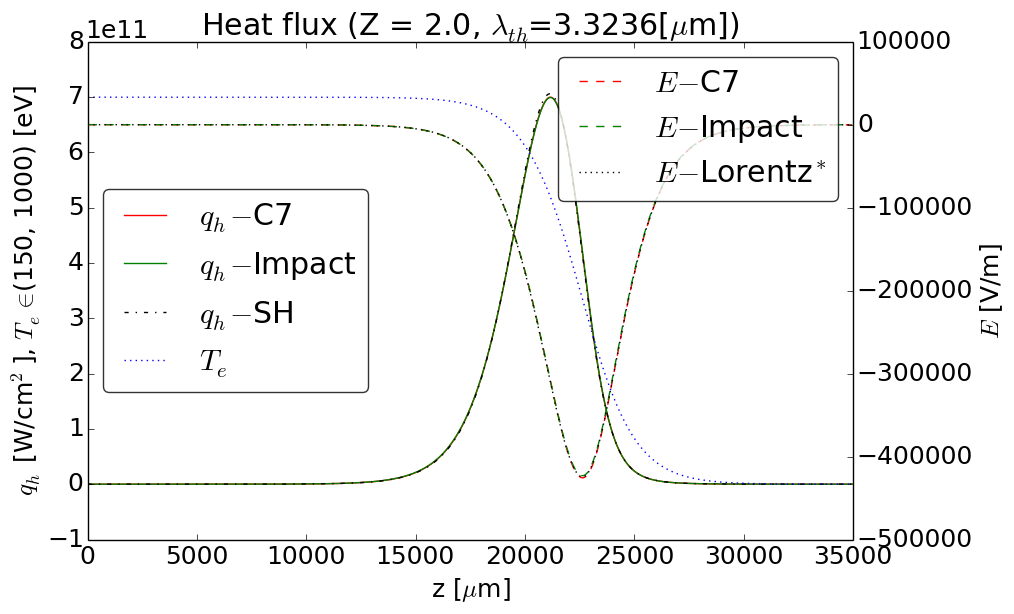 Heat flux (Z = 2.0, λ_th=3.3236[μm])
1e11
8
7
6
5
4
3
2
1
0
−1
q_h [W/cm² ], T_e ∈(150, 1000) [eV]
q_h −C7
q_h −Impact
q_h −SH
T_e
E−C7
E−Impact
E−Lorentz*
100000
0
−100000
−200000
−300000
−400000
−500000
E [V/m]
0 5000 10000 15000 20000 25000 30000 35000
z [μm]